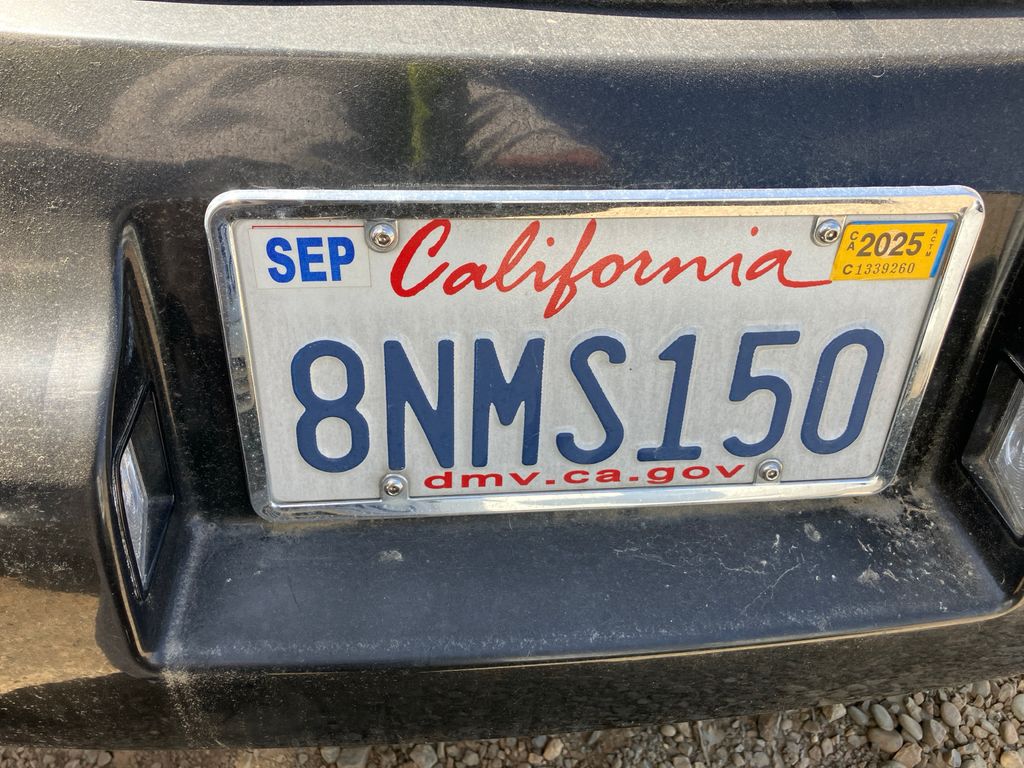 SEP California CA 2025 ACTM
C1339260
8NMS150
dmv.ca.gov